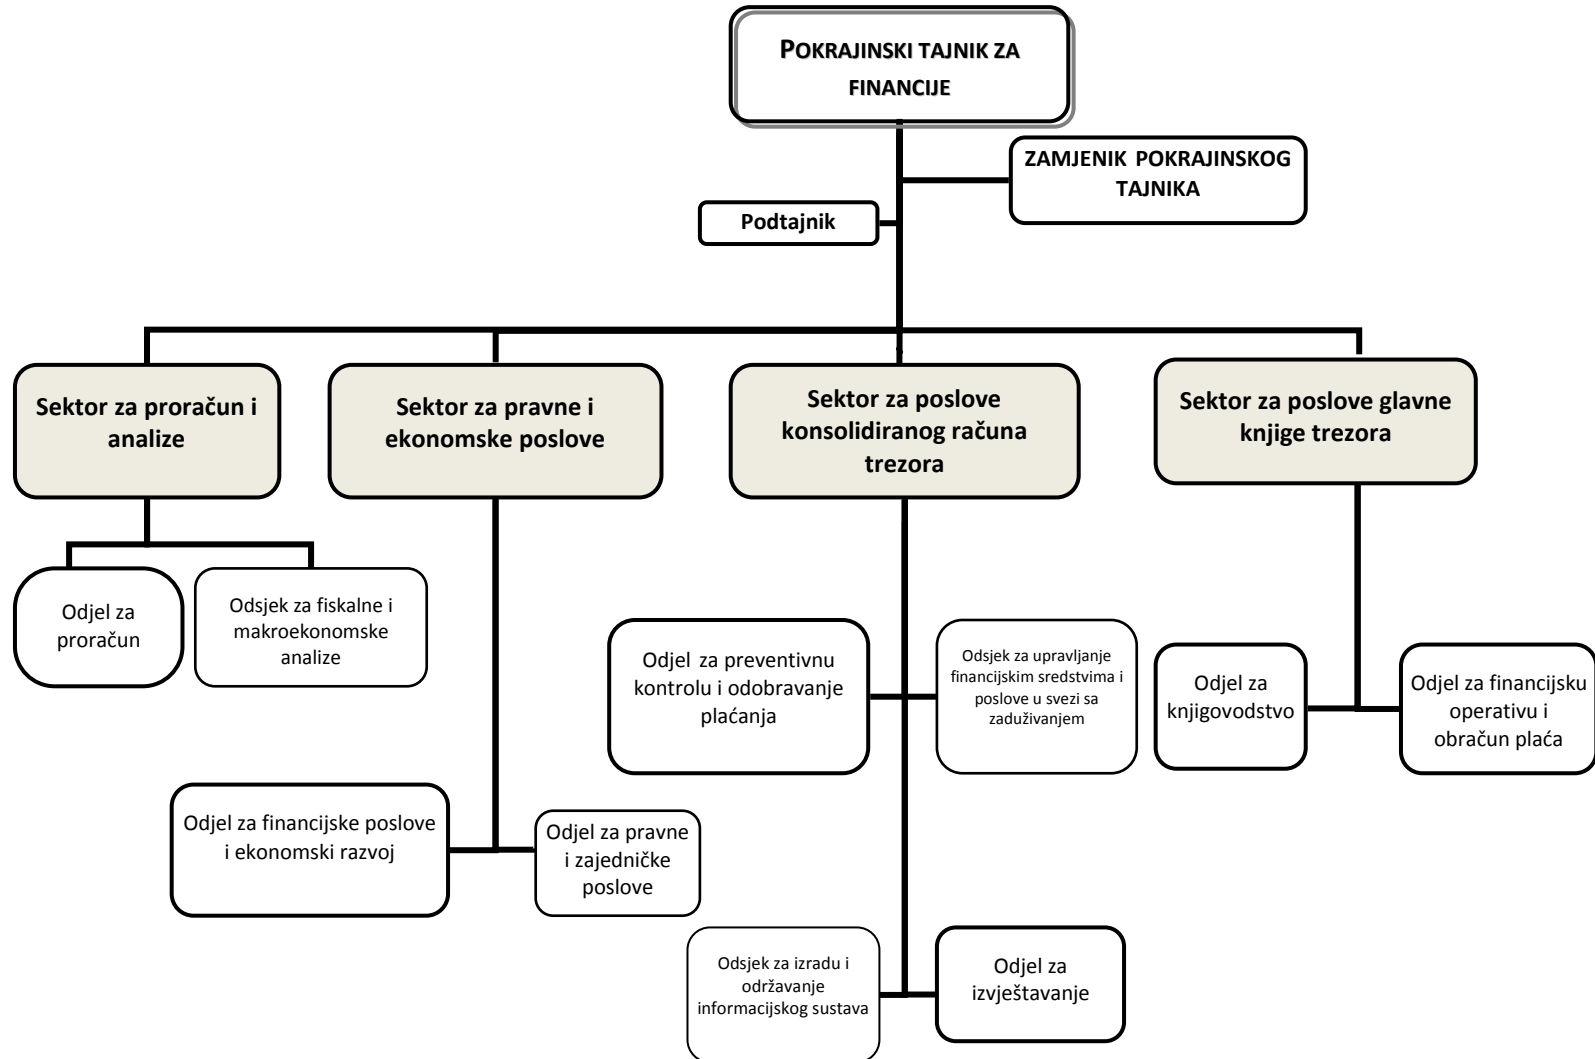 POKRAJINSKI TAJNIK ZA
FINANCIJE
ZAMJENIK POKRAJINSKOG
TAJNIKA
Podtajnik
Sektor za proračun i
analize
Sektor za pravne i
ekonomske poslove
Sektor za poslove
konsolidiranog računa
trezora
Sektor za poslove glavne
knjige trezora
Odjel za
proračun
Odsjek za fiskalne i
makroekonomske
analize
Odjel za preventivnu
kontrolu i odobravanje
plaćanja
Odsjek za upravljanje
financijskim sredstvima i
poslove u svezi sa
zaduživanjem
Odjel za
knjigovodstvo
Odjel za financijsku
operativu i
obračun plaća
Odjel za financijske poslove
i ekonomski razvoj
Odjel za pravne
i zajedničke
poslove
Odsjek za izradu i
održavanje
informacijskog sustava
Odjel za
izvještavanje